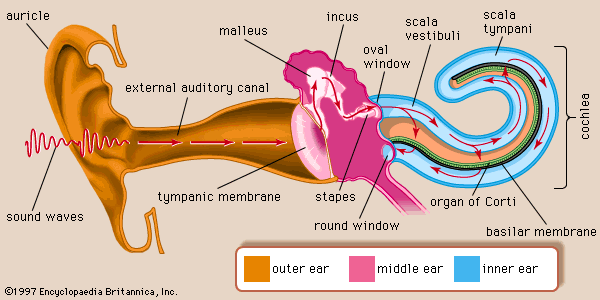 auricle
malleus
incus
oval
window
scala
vestibuli
scala
tympani
external auditory canal
cochlea
sound waves
tympanic membrane
stapes
round window
organ of Corti
basilar membrane
outer ear
middle ear
inner ear
©1997 Encyclopaedia Britannica, Inc.